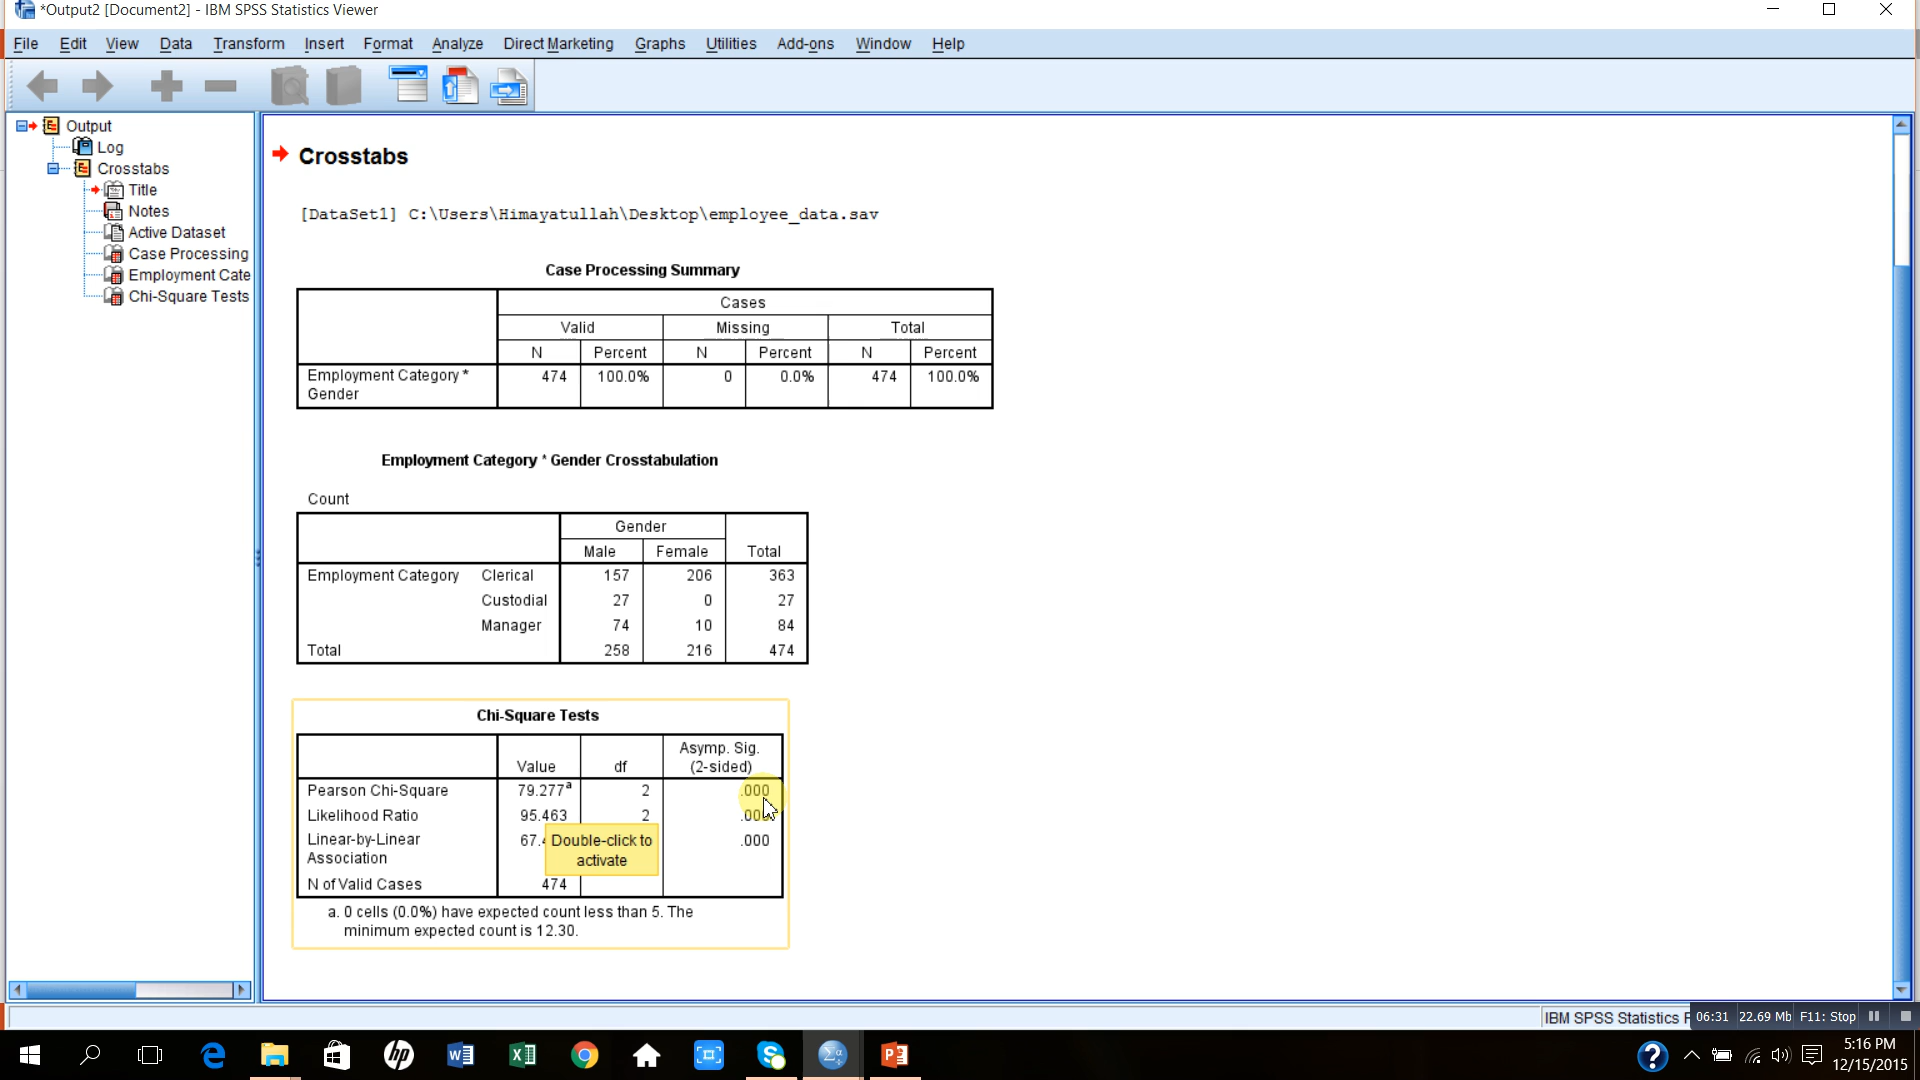 *Output2 [Document2] - IBM SPSS Statistics Viewer
File Edit View Data Transform Insert Format Analyze Direct Marketing Graphs Utilities Add-ons Window Help
Output
Log
Crosstabs
Title
Notes
Active Dataset
Case Processing
Employment Cate
Chi-Square Tests
Crosstabs
[DataSet1] C:\Users\Himayatullah\Desktop\employee_data.sav
Case Processing Summary
Cases
Valid Missing Total
N Percent N Percent N Percent
Employment Category * Gender 474 100.0% 0 0.0% 474 100.0%
Employment Category * Gender Crosstabulation
Count
Gender
Male Female Total
Employment Category Clerical 157 206 363
Custodial 27 0 27
Manager 74 10 84
Total 258 216 474
Chi-Square Tests
Value df Asymp. Sig. (2-sided)
Pearson Chi-Square 79.277a 2 .000
Likelihood Ratio 95.463 2 .000
Linear-by-Linear Association 67.4 .000
Double-click to
activate
N of Valid Cases 474
a. 0 cells (0.0%) have expected count less than 5. The
minimum expected count is 12.30.
IBM SPSS Statistics P
06:31 22.69 Mb F11: Stop
5:16 PM
12/15/2015